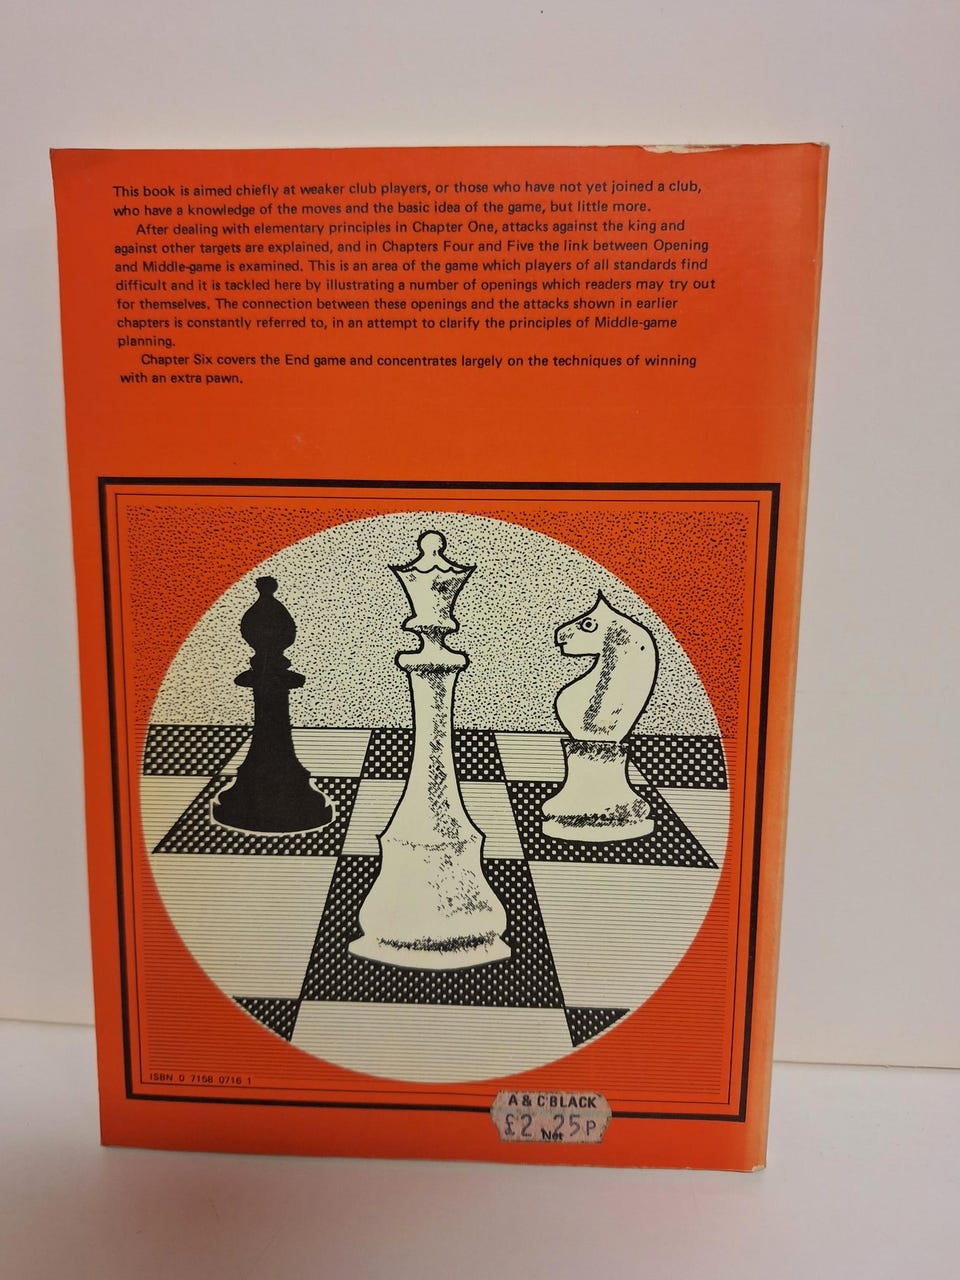 This book is aimed chiefly at weaker club players, or those who have not yet joined a club,
who have a knowledge of the moves and the basic idea of the game, but little more.
After dealing with elementary principles in Chapter One, attacks against the king and
against other targets are explained, and in Chapters Four and Five the link between Opening
and Middle-game is examined. This is an area of the game which players of all standards find
difficult and it is tackled here by illustrating a number of openings which readers may try out
for themselves. The connection between these openings and the attacks shown in earlier
chapters is constantly referred to, in an attempt to clarify the principles of Middle-game
planning.
Chapter Six covers the End game and concentrates largely on the techniques of winning
with an extra pawn.
ISBN 0 7158 0716 1
A & C BLACK
£2.25P
Net